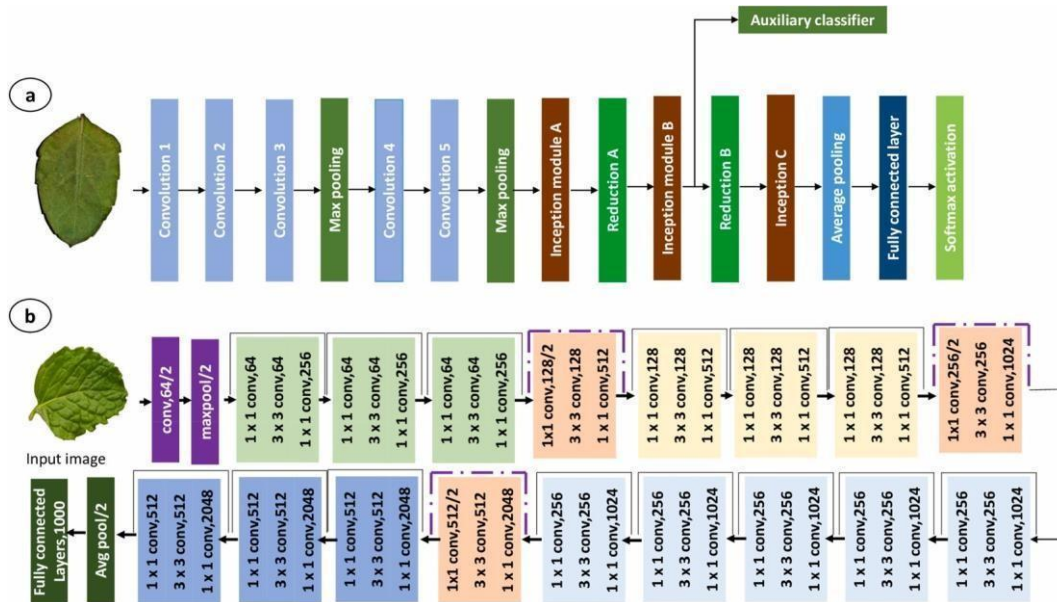 Auxiliary classifier
a
Convolution 1
Convolution 2
Convolution 3
Max pooling
Convolution 4
Convolution 5
Max pooling
Inception module A
Reduction A
Inception module B
Reduction B
Inception C
Average pooling
Fully connected layer
Softmax activation
b
Input image
conv,64/2
maxpool/2
1 x 1 conv,64
3 x 3 conv,64
1 x 1 conv,256
1 x 1 conv,64
3 x 3 conv,64
1 x 1 conv,256
1 x 1 conv,64
3 x 3 conv,64
1 x 1 conv,256
1x1 conv,128/2
3 x 3 conv,128
1 x 1 conv,512
1 x 1 conv,128
3 x 3 conv,128
1 x 1 conv,512
1 x 1 conv,128
3 x 3 conv,128
1 x 1 conv,512
1 x 1 conv,128
3 x 3 conv,128
1 x 1 conv,512
1x1 conv,256/2
3 x 3 conv,256
1 x 1 conv,1024
Fully connected
Layers,1000
Avg pool/2
1 x 1 conv,512
3 x 3 conv,512
1 x 1 conv,2048
1 x 1 conv,512
3 x 3 conv,512
1 x 1 conv,2048
1 x 1 conv,512
3 x 3 conv,512
1 x 1 conv,2048
1x1 conv,512/2
3 x 3 conv,512
1 x 1 conv,2048
1 x 1 conv,256
3 x 3 conv,256
1 x 1 conv,1024
1 x 1 conv,256
3 x 3 conv,256
1 x 1 conv,1024
1 x 1 conv,256
3 x 3 conv,256
1 x 1 conv,1024
1 x 1 conv,256
3 x 3 conv,256
1 x 1 conv,1024
1 x 1 conv,256
3 x 3 conv,256
1 x 1 conv,1024